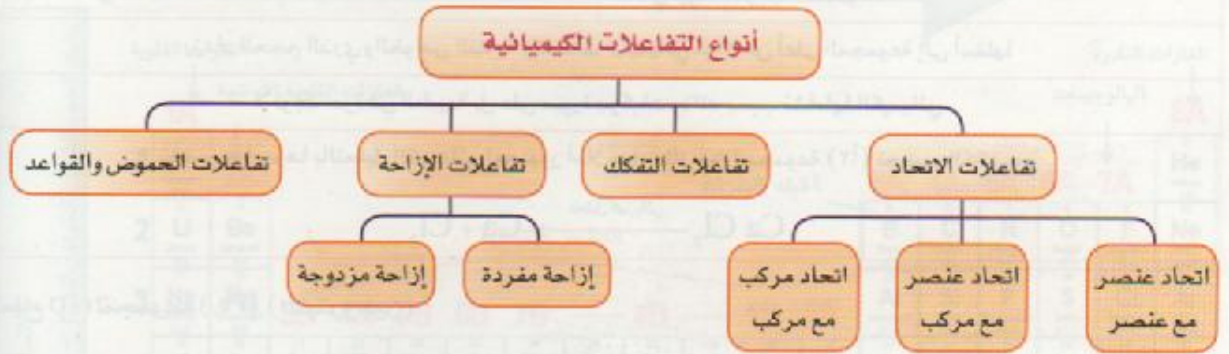 أنواع التفاعلات الكيميائية
تفاعلات الاتحاد
تفاعلات التفكك
تفاعلات الإزاحة
تفاعلات الحموض والقواعد
اتحاد عنصر
مع عنصر
اتحاد عنصر
مع مركب
اتحاد مركب
مع مركب
إزاحة مفردة
إزاحة مزدوجة